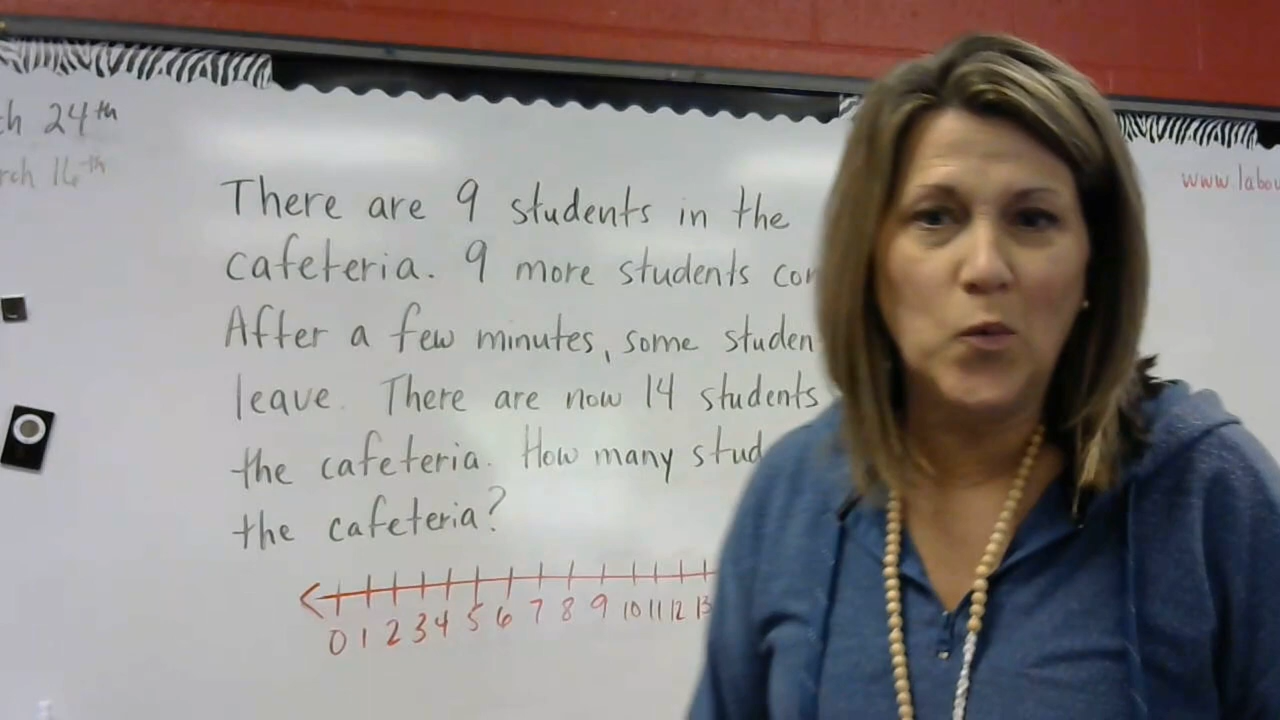 ch 24th
rch 16th
www.labou
There are 9 students in the
cafeteria. 9 more students co
After a few minutes, some studen
leave. There are now 14 students
the cafeteria. How many stud
the cafeteria?
0 1 2 3 4 5 6 7 8 9 10 11 12 13